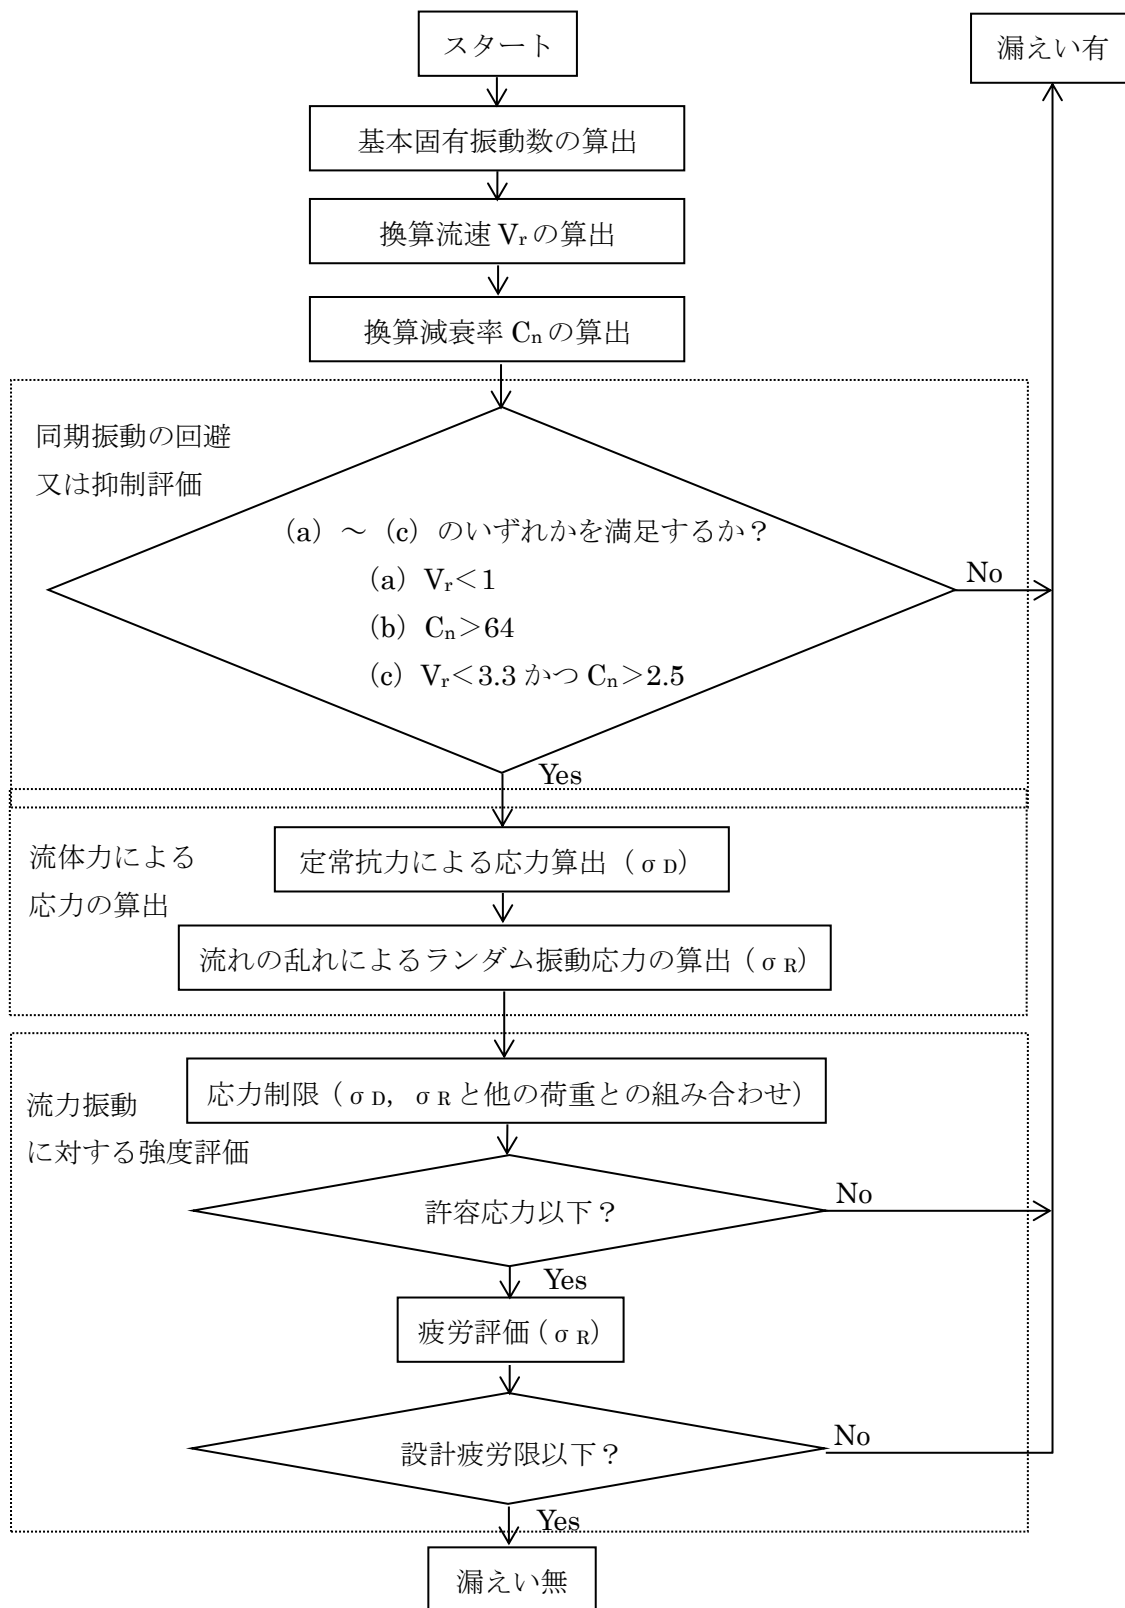 スタート
漏えい有
基本固有振動数の算出
換算流速 Vrの算出
換算減衰率 Cnの算出
同期振動の回避
又は抑制評価
(a) ~ (c) のいずれかを満足するか?
(a) Vr<1
(b) Cn>64
(c) Vr<3.3 かつ Cn>2.5
No
Yes
流体力による
応力の算出
定常抗力による応力算出(σD)
流れの乱れによるランダム振動応力の算出(σR)
流力振動
に対する強度評価
応力制限(σD, σRと他の荷重との組み合わせ)
許容応力以下?
No
Yes
疲労評価(σR)
設計疲労限以下?
No
Yes
漏えい無